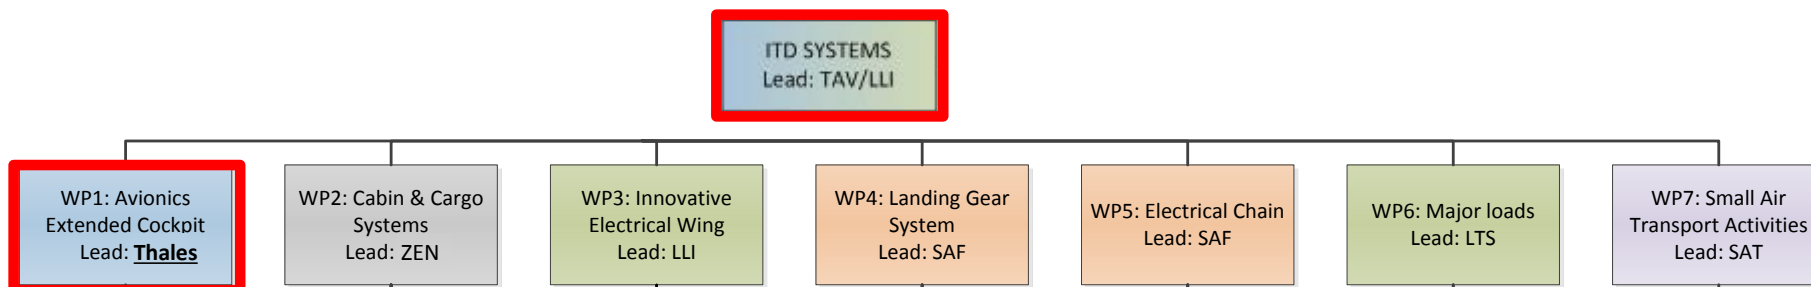 ITD SYSTEMS
Lead: TAV/LLI
WP1: Avionics
Extended Cockpit
Lead: Thales
WP2: Cabin & Cargo
Systems
Lead: ZEN
WP3: Innovative
Electrical Wing
Lead: LLI
WP4: Landing Gear
System
Lead: SAF
WP5: Electrical Chain
Lead: SAF
WP6: Major loads
Lead: LTS
WP7: Small Air
Transport Activities
Lead: SAT